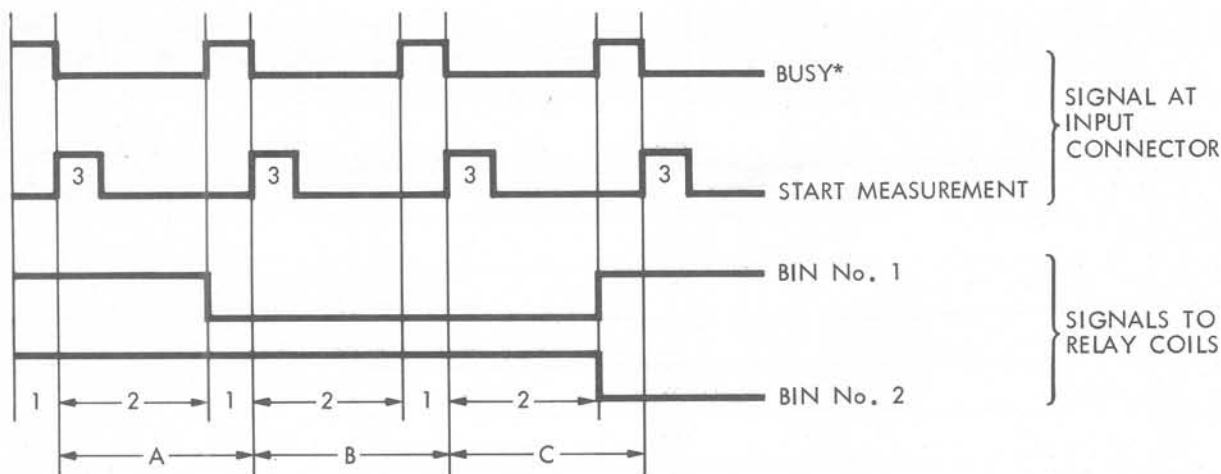 BUSY*
SIGNAL AT
INPUT
CONNECTOR
3 3 3 3
START MEASUREMENT
BIN No. 1
SIGNALS TO
RELAY COILS
BIN No. 2
1 2 1 2 1 2
A B C